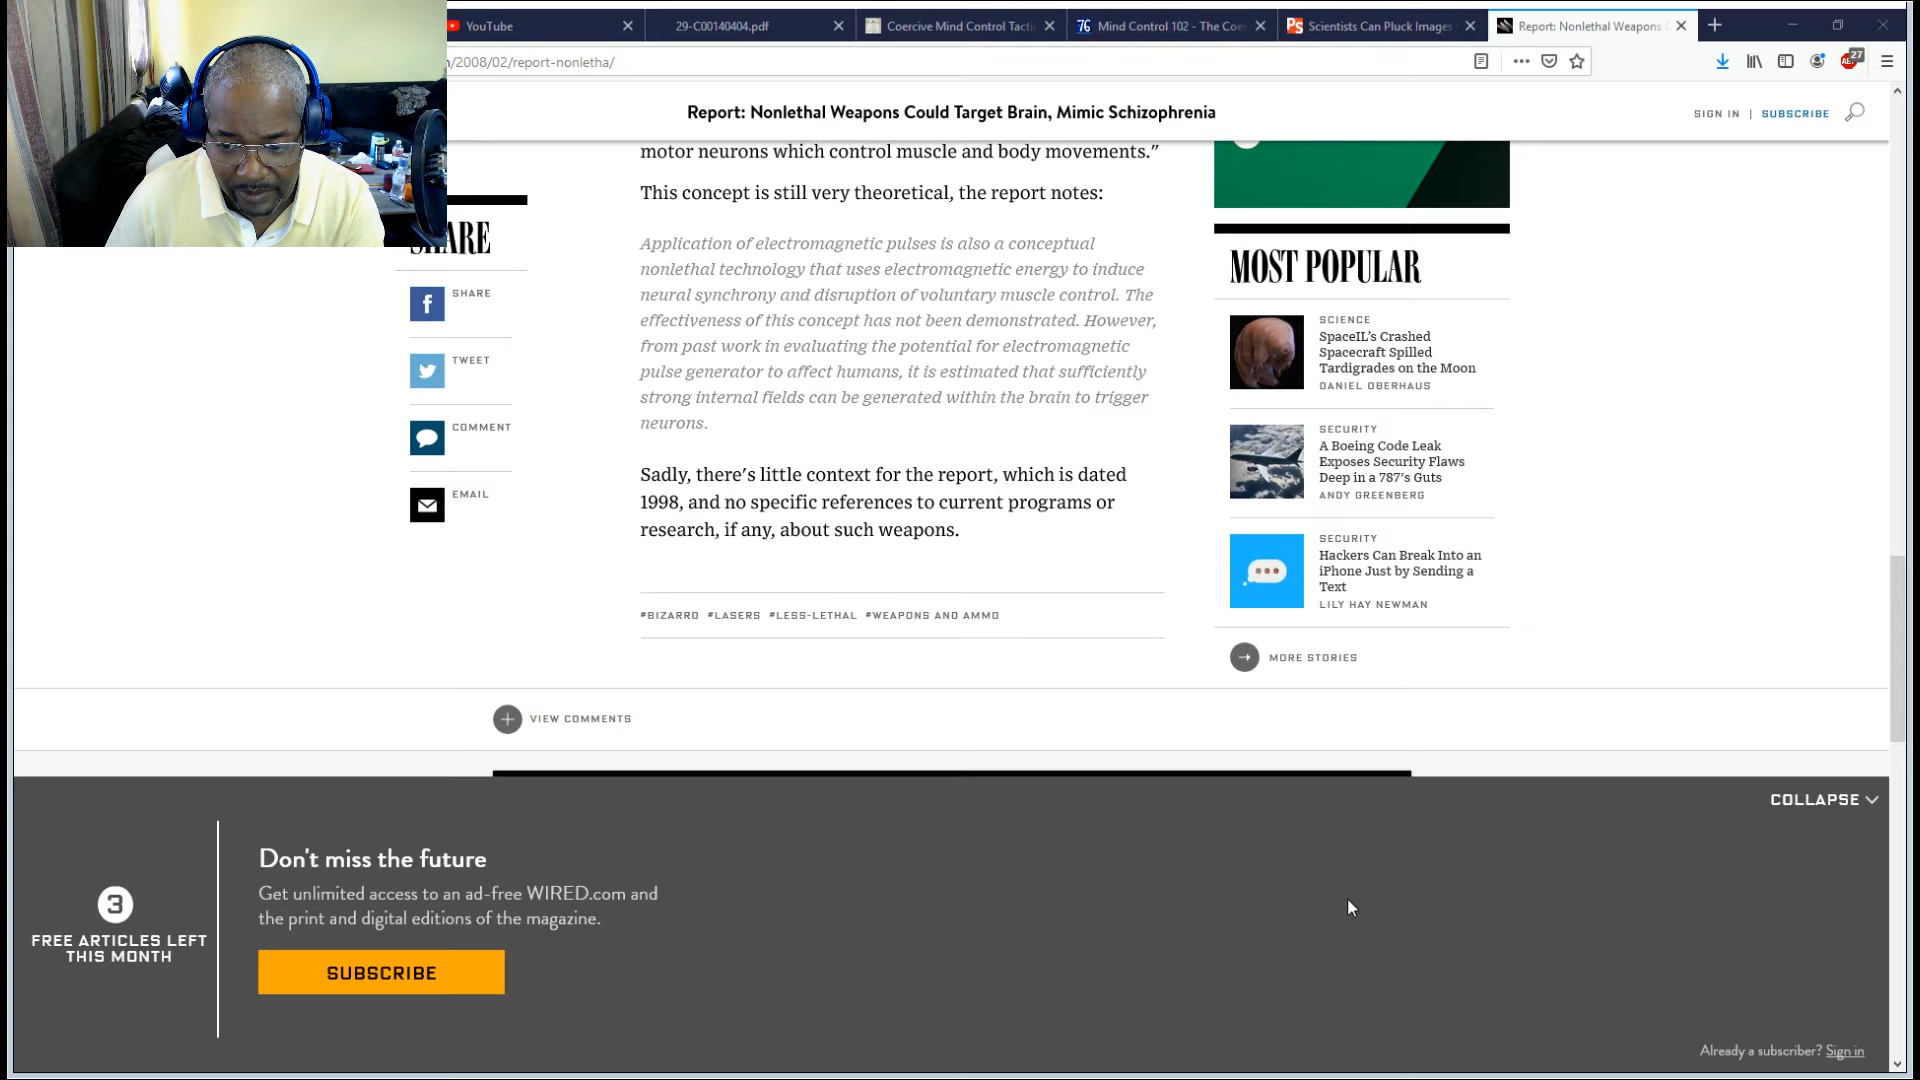 YouTube
29-C00140404.pdf
Coercive Mind Control Tacti
Mind Control 102 - The Coer
Scientists Can Pluck Images
Report: Nonlethal Weapons C
/2008/02/report-nonletha/
27
Report: Nonlethal Weapons Could Target Brain, Mimic Schizophrenia
SIGN IN | SUBSCRIBE
motor neurons which control muscle and body movements."
This concept is still very theoretical, the report notes:
Application of electromagnetic pulses is also a conceptual
nonlethal technology that uses electromagnetic energy to induce
neural synchrony and disruption of voluntary muscle control. The
effectiveness of this concept has not been demonstrated. However,
from past work in evaluating the potential for electromagnetic
pulse generator to affect humans, it is estimated that sufficiently
strong internal fields can be generated within the brain to trigger
neurons.
Sadly, there's little context for the report, which is dated
1998, and no specific references to current programs or
research, if any, about such weapons.
#BIZARRO #LASERS #LESS-LETHAL #WEAPONS AND AMMO
VIEW COMMENTS
SHARE
SHARE
TWEET
COMMENT
EMAIL
MOST POPULAR
SCIENCE
SpaceIL's Crashed
Spacecraft Spilled
Tardigrades on the Moon
DANIEL OBERHAUS
SECURITY
A Boeing Code Leak
Exposes Security Flaws
Deep in a 787's Guts
ANDY GREENBERG
SECURITY
Hackers Can Break Into an
iPhone Just by Sending a
Text
LILY HAY NEWMAN
MORE STORIES
COLLAPSE
3
FREE ARTICLES LEFT
THIS MONTH
Don't miss the future
Get unlimited access to an ad-free WIRED.com and
the print and digital editions of the magazine.
SUBSCRIBE
Already a subscriber? Sign in